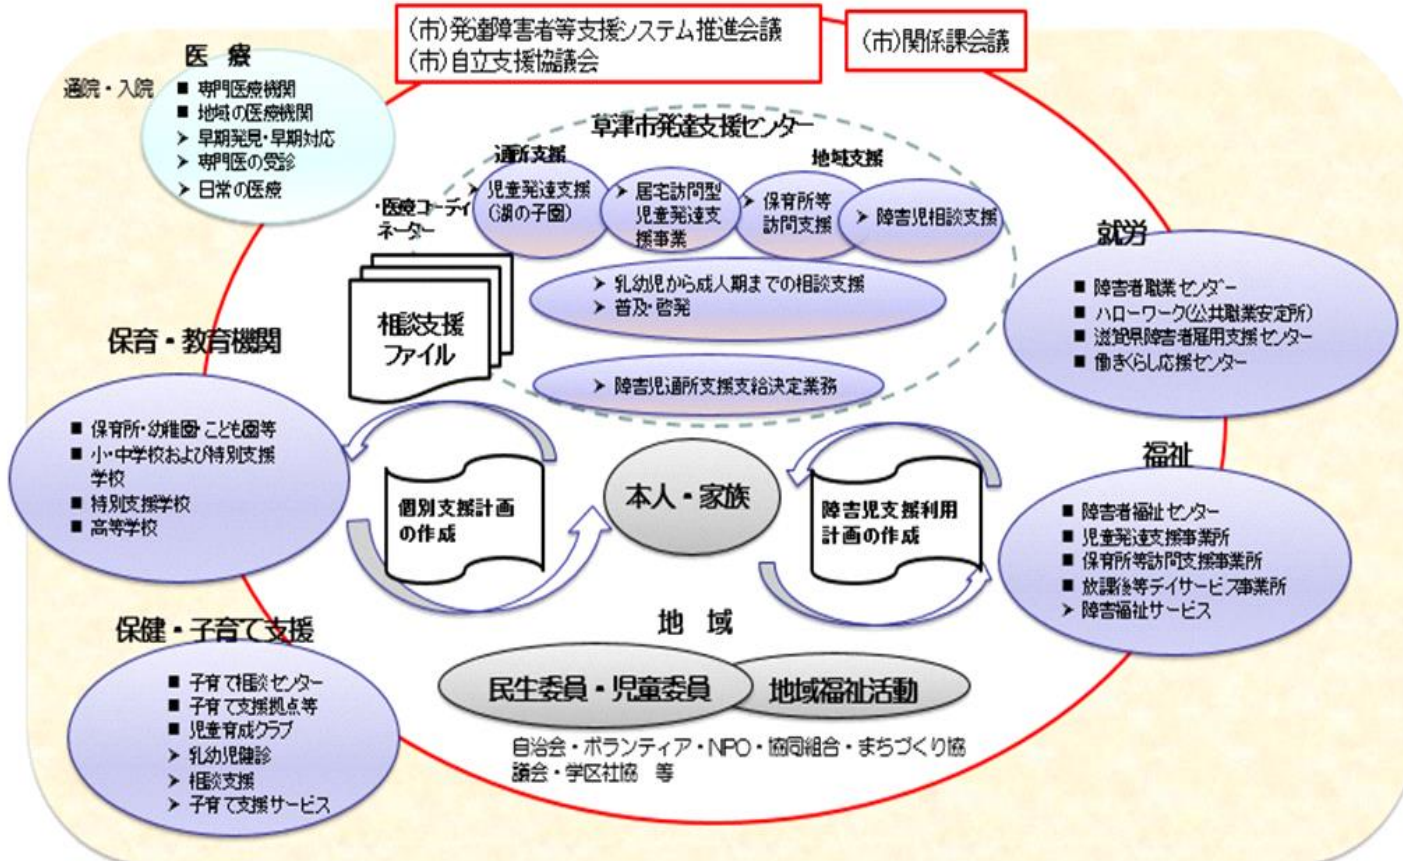 (市)発達障害者等支援システム推進会議
(市)自立支援協議会
(市)関係課会議
医 療
通院・入院
■ 専門医療機関
■ 地域の医療機関
➢ 早期発見・早期対応
➢ 専門医の受診
➢ 日常の医療
草津市発達支援センター
通所支援
地域支援
➢ 児童発達支援
(湖の子園)
➢ 居宅訪問型
児童発達支
援事業
➢ 保育所等
訪問支援
➢ 障害児相談支援
・医療コーディ
ネーター
➢ 乳幼児から成人期までの相談支援
➢ 普及・啓発
➢ 障害児通所支援支給決定業務
相談支援
ファイル
就労
■ 障害者職業センター
■ ハローワーク(公共職業安定所)
■ 滋賀県障害者雇用支援センター
■ 働きくらし応援センター
保育・教育機関
■ 保育所・幼稚園・こども園等
■ 小・中学校および特別支援
学校
■ 特別支援学校
■ 高等学校
個別支援計画
の作成
本人・家族
障害児支援利用
計画の作成
福祉
■ 障害者福祉センター
■ 児童発達支援事業所
■ 保育所等訪問支援事業所
■ 放課後等デイサービス事業所
➢ 障害福祉サービス
保健・子育て支援
■ 子育て相談センター
■ 子育て支援拠点等
■ 児童育成クラブ
➢ 乳幼児健診
➢ 相談支援
➢ 子育て支援サービス
地 域
民生委員・児童委員
地域福祉活動
自治会・ボランティア・NPO・協同組合・まちづくり協
議会・学区社協 等